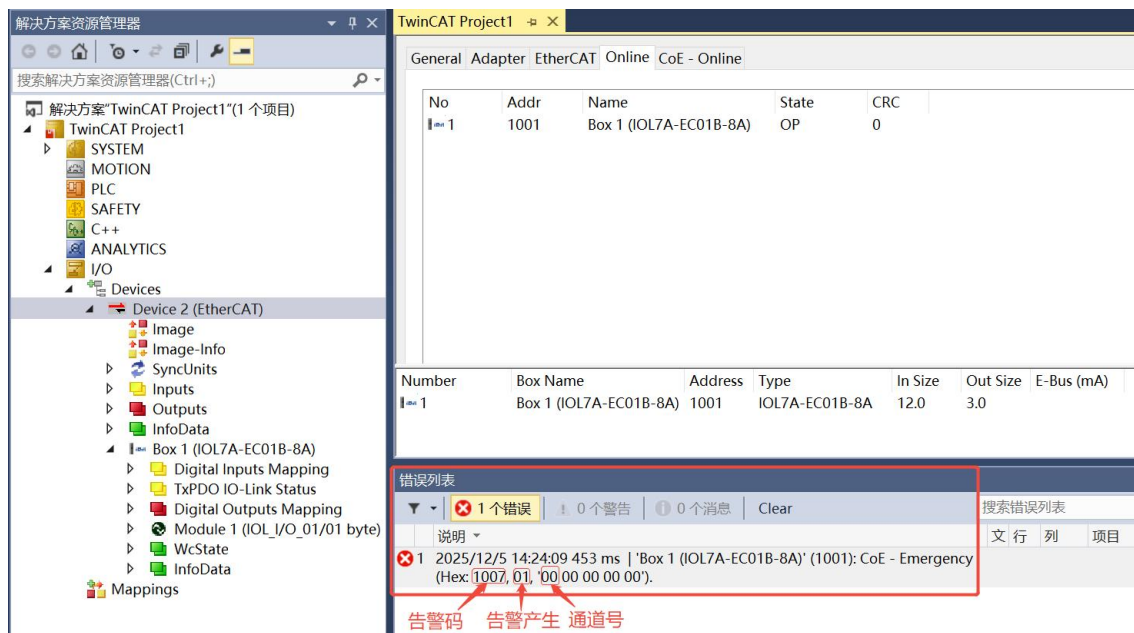 解决方案资源管理器
搜索解决方案资源管理器(Ctrl+;)
解决方案"TwinCAT Project1"(1 个项目)
TwinCAT Project1
SYSTEM
MOTION
PLC
SAFETY
C++
ANALYTICS
I/O
Devices
Device 2 (EtherCAT)
Image
Image-Info
SyncUnits
Inputs
Outputs
InfoData
Box 1 (IOL7A-EC01B-8A)
Digital Inputs Mapping
TxPDO IO-Link Status
Digital Outputs Mapping
Module 1 (IOL_I/O_01/01 byte)
WcState
InfoData
Mappings
TwinCAT Project1
General Adapter EtherCAT Online CoE - Online
No Addr Name State CRC
1 1001 Box 1 (IOL7A-EC01B-8A) OP 0
Number Box Name Address Type In Size Out Size E-Bus (mA)
1 Box 1 (IOL7A-EC01B-8A) 1001 IOL7A-EC01B-8A 12.0 3.0
错误列表
1 个错误 0 个警告 0 个消息 Clear 搜索错误列表
说明 文 行 列 项目
1 2025/12/5 14:24:09 453 ms | 'Box 1 (IOL7A-EC01B-8A)' (1001): CoE - Emergency
(Hex: 1007, 01, '00 00 00 00 00').
告警码 告警产生 通道号